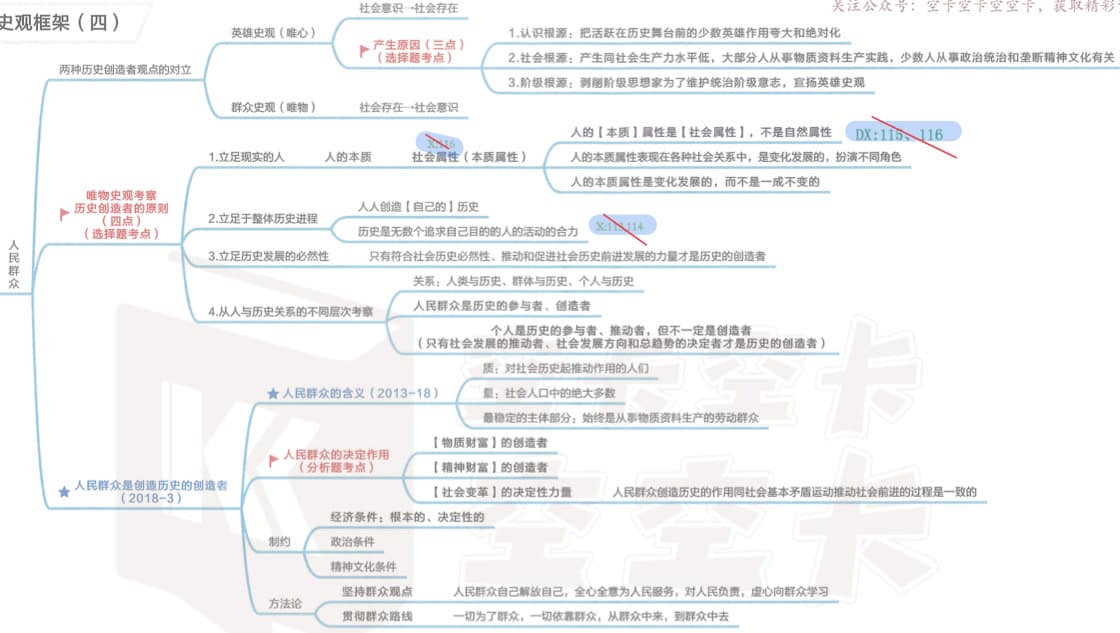 史观框架（四）
关注公众号：空卡空卡空空卡，获取精彩
人民群众
两种历史创造者观点的对立
英雄史观（唯心）
社会意识→社会存在
产生原因（三点）
（选择题考点）
1.认识根源：把活跃在历史舞台前的少数英雄作用夸大和绝对化
2.社会根源：产生同社会生产力水平低，大部分人从事物质资料生产实践，少数人从事政治统治和垄断精神文化有关
3.阶级根源：剥削阶级思想家为了维护统治阶级意志，宣扬英雄史观
群众史观（唯物）
社会存在→社会意识
唯物史观考察
历史创造者的原则
（四点）
（选择题考点）
1.立足现实的人
人的本质
社会属性（本质属性）
人的【本质】属性是【社会属性】，不是自然属性
DX:115、116
人的本质属性表现在各种社会关系中，是变化发展的，扮演不同角色
人的本质属性是变化发展的，而不是一成不变的
2.立足于整体历史进程
人人创造【自己的】历史
历史是无数个追求自己目的的人的活动的合力
3.立足历史发展的必然性
只有符合社会历史必然性、推动和促进社会历史前进发展的力量才是历史的创造者
4.从人与历史关系的不同层次考察
关系：人类与历史、群体与历史、个人与历史
人民群众是历史的参与者、创造者
个人是历史的参与者、推动者，但不一定是创造者
（只有社会发展的推动者、社会发展方向和总趋势的决定者才是历史的创造者）
人民群众是创造历史的创造者
（2018-3）
人民群众的含义（2013-18）
质：对社会历史起推动作用的人们
量：社会人口中的绝大多数
最稳定的主体部分：始终是从事物质资料生产的劳动群众
人民群众的决定作用
（分析题考点）
【物质财富】的创造者
【精神财富】的创造者
【社会变革】的决定性力量
人民群众创造历史的作用同社会基本矛盾运动推动社会前进的过程是一致的
制约
经济条件：根本的、决定性的
政治条件
精神文化条件
方法论
坚持群众观点
人民群众自己解放自己，全心全意为人民服务，对人民负责，虚心向群众学习
贯彻群众路线
一切为了群众，一切依靠群众，从群众中来，到群众中去
空卡空卡
空空卡